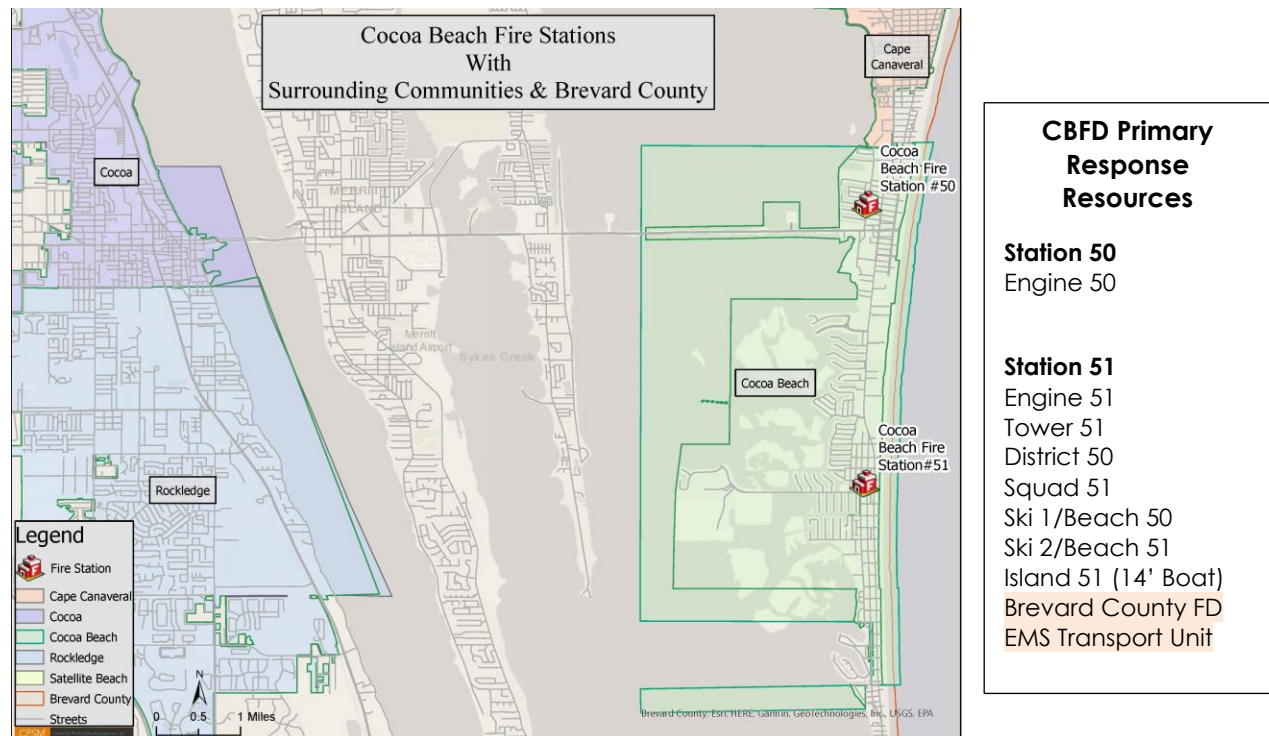 Cocoa Beach Fire Stations
With
Surrounding Communities & Brevard County
Cape
Canaveral
Cocoa
Beach Fire
Station #50
Cocoa
MERRITT
ISLAND
Merritt
Island Airport
Sykes Creek
Cocoa Beach
Cocoa
Beach Fire
Station#51
Rockledge
Legend
Fire Station
Cape Canaveral
Cocoa
Cocoa Beach
Rockledge
Satellite Beach
Brevard County
Streets
N
0 0.5 1 Miles
CPSM
Brevard County, Esri, HERE, Garmin, GeoTechnologies, Inc., USGS, EPA
CBFD Primary
Response
Resources
Station 50
Engine 50
Station 51
Engine 51
Tower 51
District 50
Squad 51
Ski 1/Beach 50
Ski 2/Beach 51
Island 51 (14’ Boat)
Brevard County FD
EMS Transport Unit